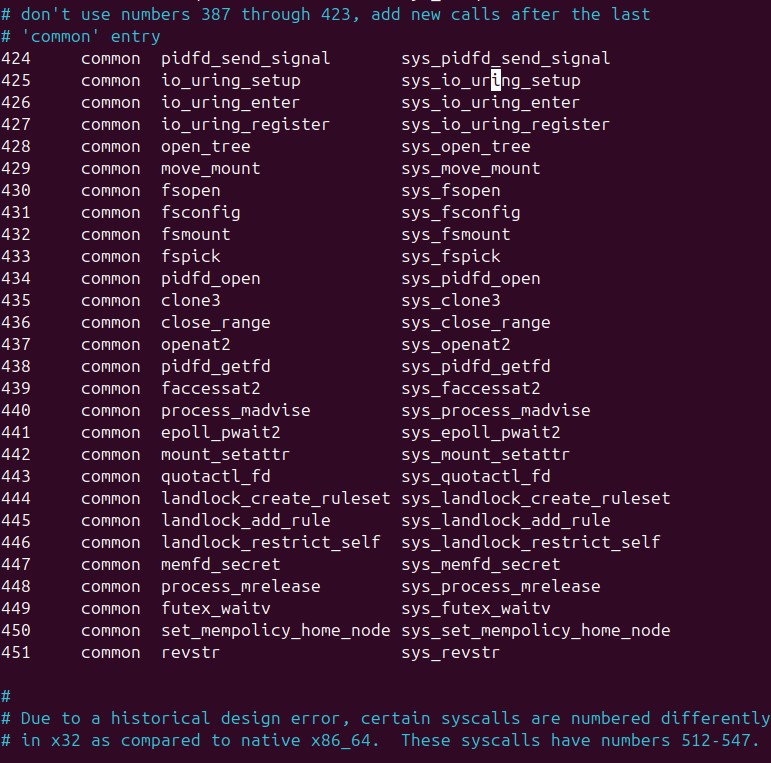 # don't use numbers 387 through 423, add new calls after the last
# 'common' entry
424 common pidfd_send_signal sys_pidfd_send_signal
425 common io_uring_setup sys_io_uring_setup
426 common io_uring_enter sys_io_uring_enter
427 common io_uring_register sys_io_uring_register
428 common open_tree sys_open_tree
429 common move_mount sys_move_mount
430 common fsopen sys_fsopen
431 common fsconfig sys_fsconfig
432 common fsmount sys_fsmount
433 common fspick sys_fspick
434 common pidfd_open sys_pidfd_open
435 common clone3 sys_clone3
436 common close_range sys_close_range
437 common openat2 sys_openat2
438 common pidfd_getfd sys_pidfd_getfd
439 common faccessat2 sys_faccessat2
440 common process_madvise sys_process_madvise
441 common epoll_pwait2 sys_epoll_pwait2
442 common mount_setattr sys_mount_setattr
443 common quotactl_fd sys_quotactl_fd
444 common landlock_create_ruleset sys_landlock_create_ruleset
445 common landlock_add_rule sys_landlock_add_rule
446 common landlock_restrict_self sys_landlock_restrict_self
447 common memfd_secret sys_memfd_secret
448 common process_mrelease sys_process_mrelease
449 common futex_waitv sys_futex_waitv
450 common set_mempolicy_home_node sys_set_mempolicy_home_node
451 common revstr sys_revstr
#
# Due to a historical design error, certain syscalls are numbered differently
# in x32 as compared to native x86_64. These syscalls have numbers 512-547.